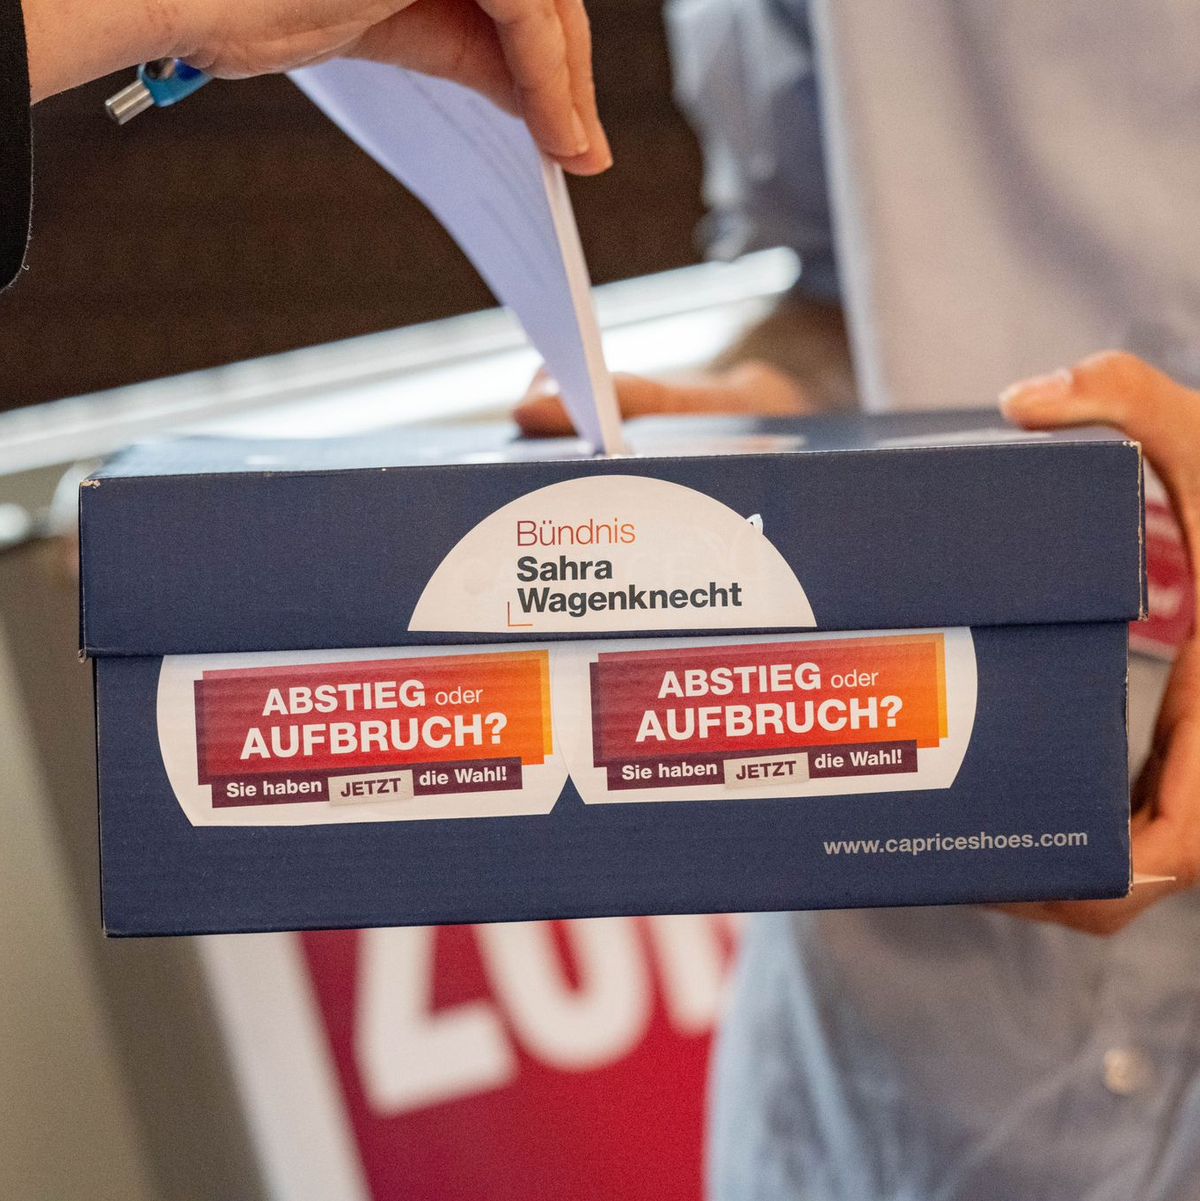 Bündnis
Sahra
Wagenknecht
ABSTIEG oder
AUFBRUCH?
Sie haben JETZT die Wahl!
ABSTIEG oder
AUFBRUCH?
Sie haben JETZT die Wahl!
www.capriceshoes.com